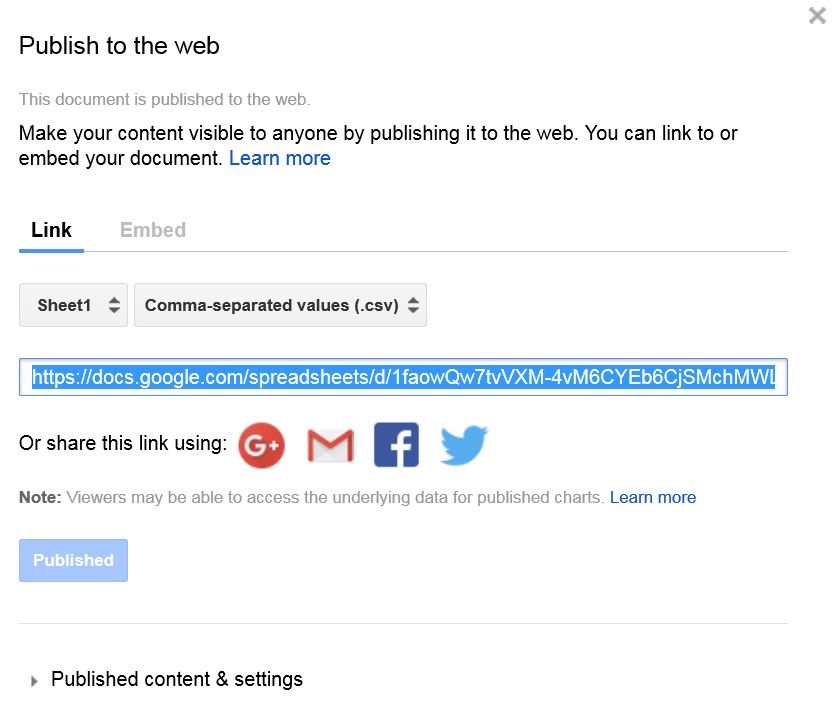 Publish to the web
This document is published to the web.
Make your content visible to anyone by publishing it to the web. You can link to or
embed your document. Learn more
Link Embed
Sheet1 Comma-separated values (.csv)
https://docs.google.com/spreadsheets/d/1faowQw7tvVXM-4vM6CYEb6CjSMchMWL
Or share this link using: G+ M f
Note: Viewers may be able to access the underlying data for published charts. Learn more
Published
Published content & settings